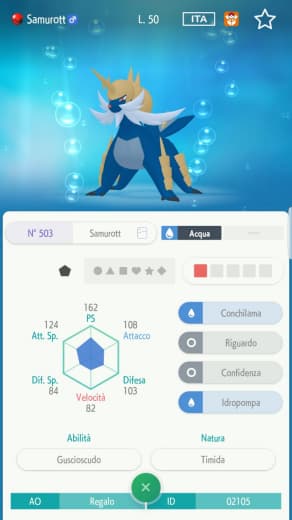 Samurott ♂ L. 50 ITA
N° 503 Samurott Acqua
162
PS
124 108
Att. Sp. Attacco
Dif. Sp. Difesa
84 103
Velocità
82
Conchilama
Riguardo
Confidenza
Idropompa
Abilità Natura
Guscioscudo Timida
AO Regalo ID 02105